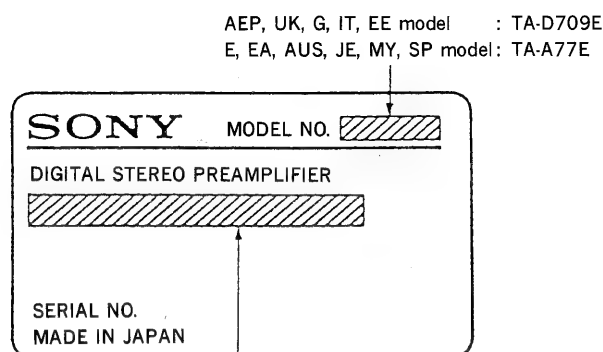 AEP, UK, G, IT, EE model : TA-D709E
E, EA, AUS, JE, MY, SP model: TA-A77E
SONY MODEL NO.
DIGITAL STEREO PREAMPLIFIER
SERIAL NO.
MADE IN JAPAN